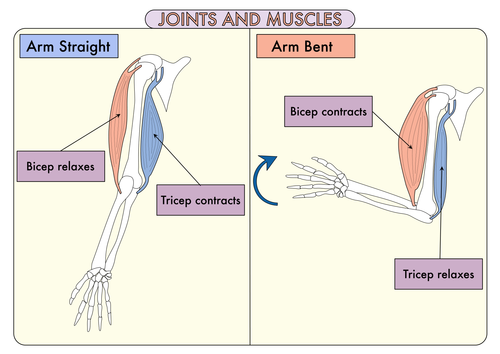 JOINTS AND MUSCLES
Arm Straight
Bicep relaxes
Tricep contracts
Arm Bent
Bicep contracts
Tricep relaxes